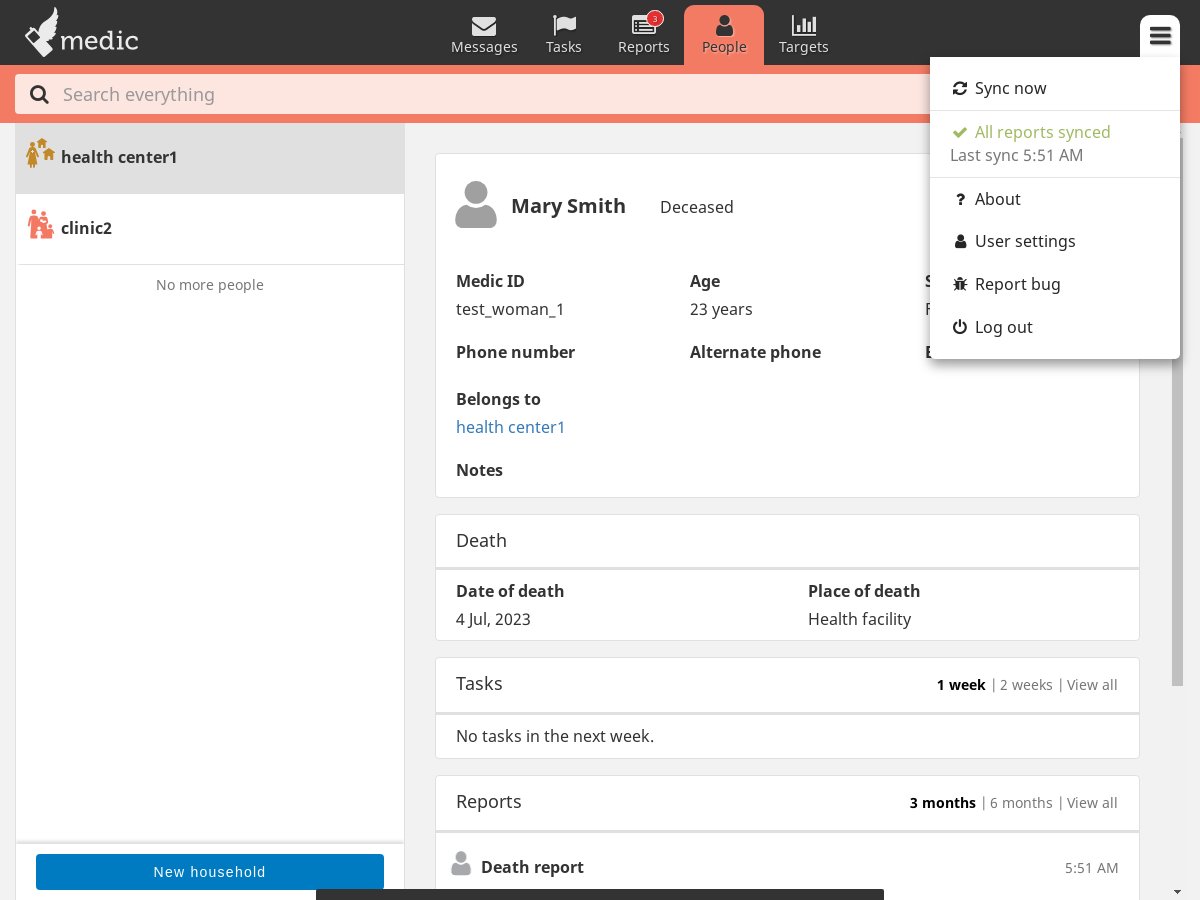 medic
Messages
Tasks
Reports
3
People
Targets
Search everything
Sync now
All reports synced
Last sync 5:51 AM
? About
User settings
Report bug
Log out
health center1
clinic2
No more people
New household
Mary Smith Deceased
Medic ID Age
test_woman_1 23 years
Phone number Alternate phone
Belongs to
health center1
Notes
Death
Date of death Place of death
4 Jul, 2023 Health facility
Tasks 1 week | 2 weeks | View all
No tasks in the next week.
Reports 3 months | 6 months | View all
Death report 5:51 AM